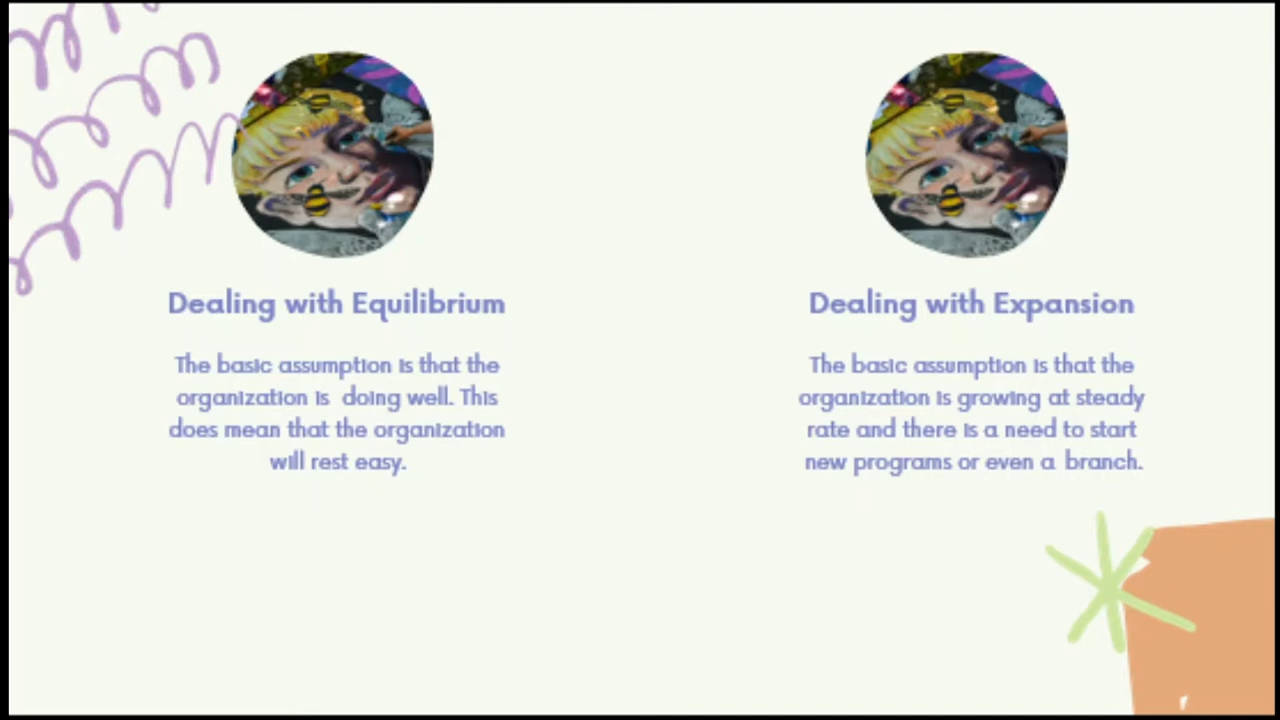 Dealing with Equilibrium
The basic assumption is that the
organization is doing well. This
does mean that the organization
will rest easy.
Dealing with Expansion
The basic assumption is that the
organization is growing at steady
rate and there is a need to start
new programs or even a branch.